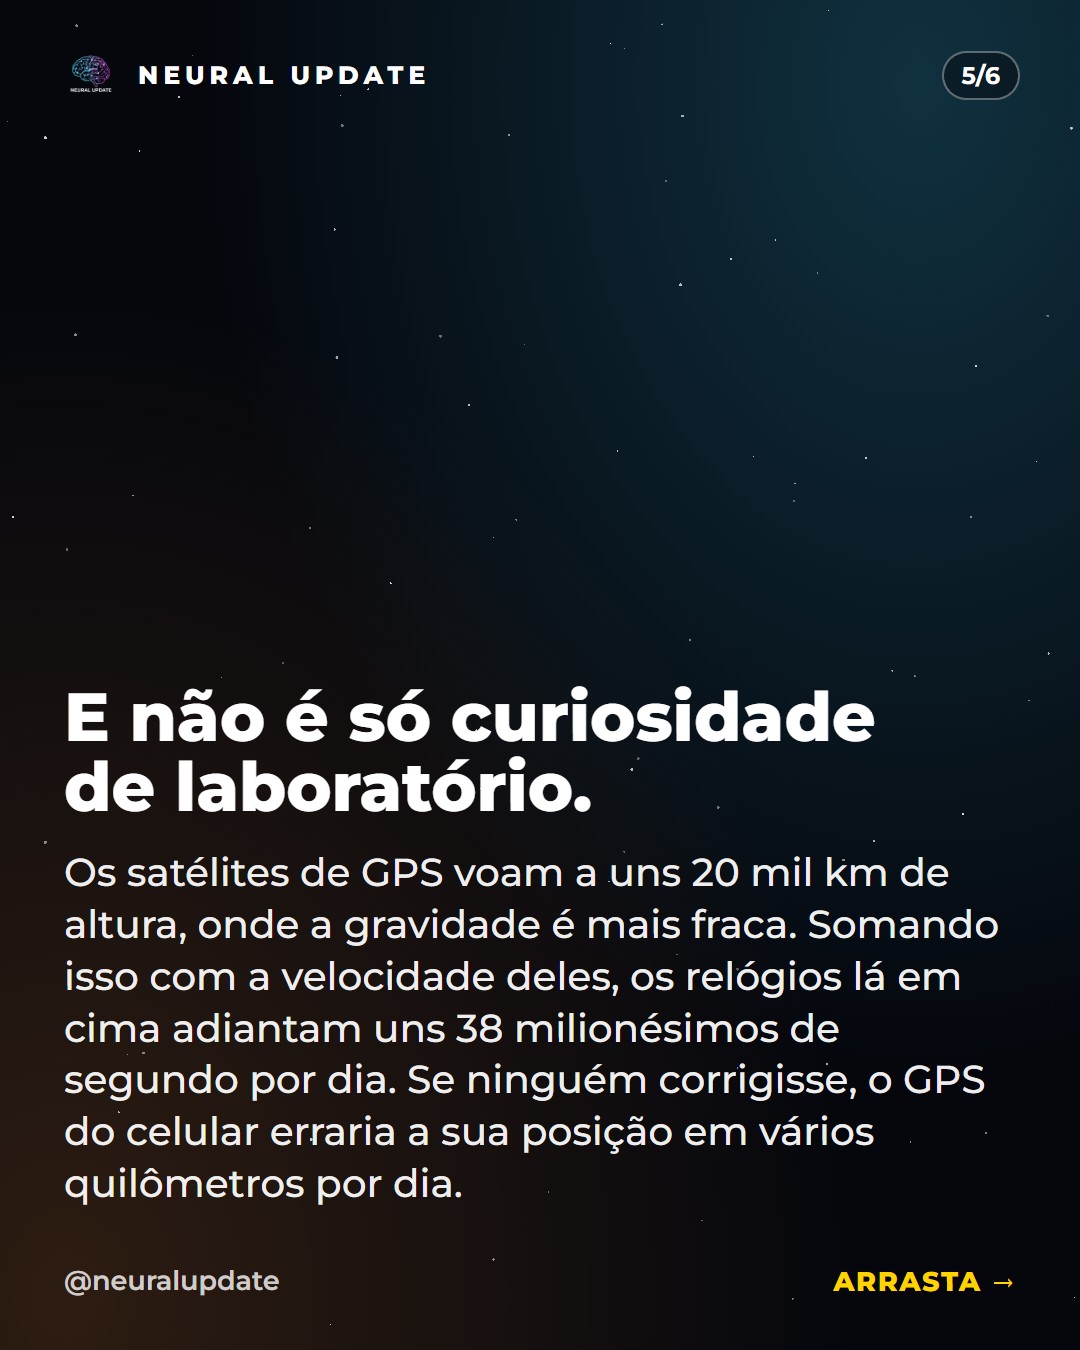 NEURAL UPDATE
NEURAL UPDATE
5/6
E não é só curiosidade
de laboratório.
Os satélites de GPS voam a uns 20 mil km de
altura, onde a gravidade é mais fraca. Somando
isso com a velocidade deles, os relógios lá em
cima adiantam uns 38 milionésimos de
segundo por dia. Se ninguém corrigisse, o GPS
do celular erraria a sua posição em vários
quilômetros por dia.
@neuralupdate
ARRASTA →